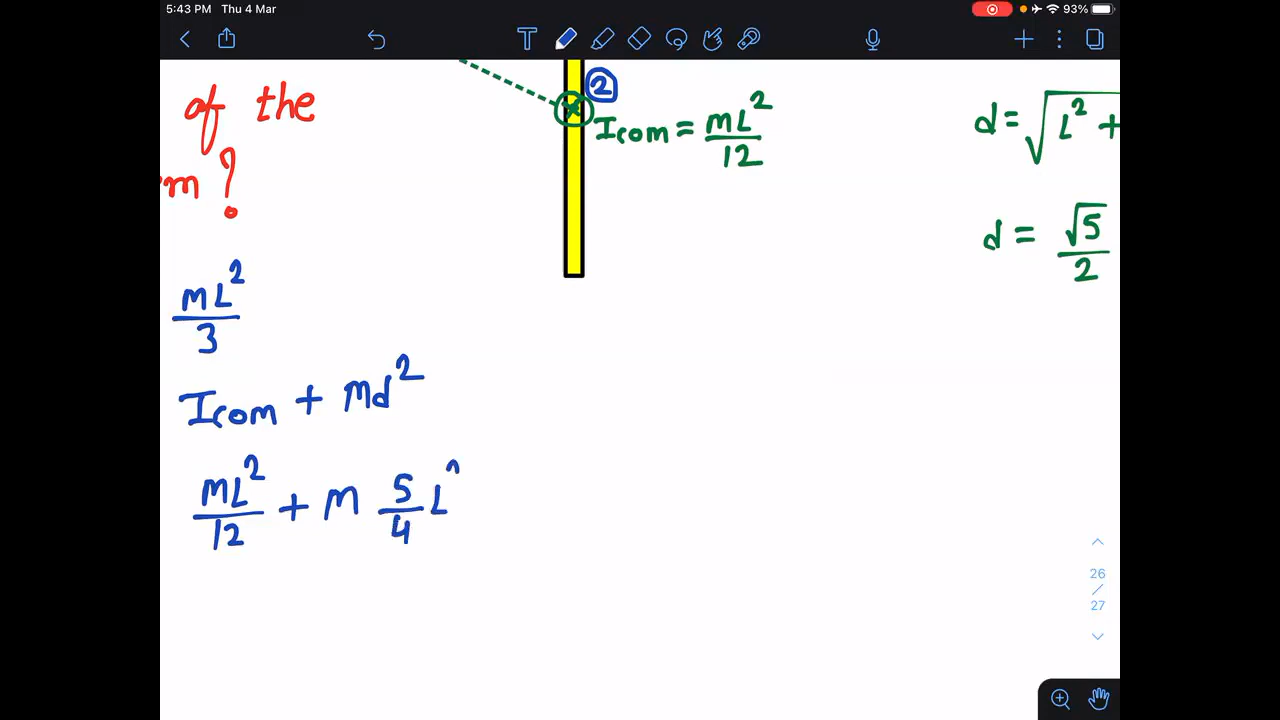 5:43 PM Thu 4 Mar
93%
T
of the
m ?
2
Icom = mL²/12
d = √L² +
d = √5/2
mL²/3
Icom + md²
mL²/12 + m 5/4 L
26
/
27